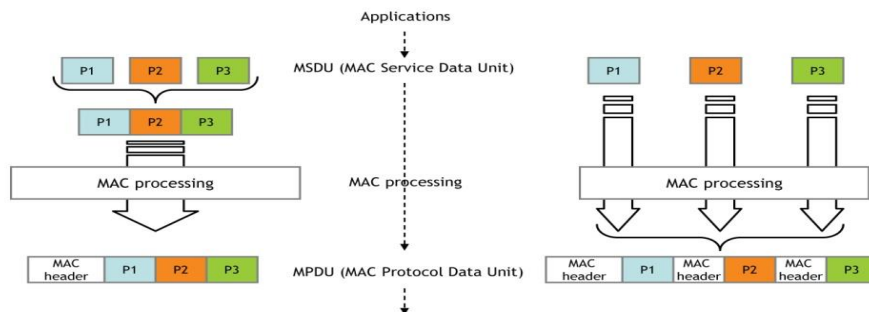 Applications
P1 P2 P3
MSDU (MAC Service Data Unit)
P1 P2 P3
P1 P2 P3
MAC processing
MAC processing
MAC processing
MAC header P1 P2 P3
MPDU (MAC Protocol Data Unit)
MAC header P1 MAC header P2 MAC header P3